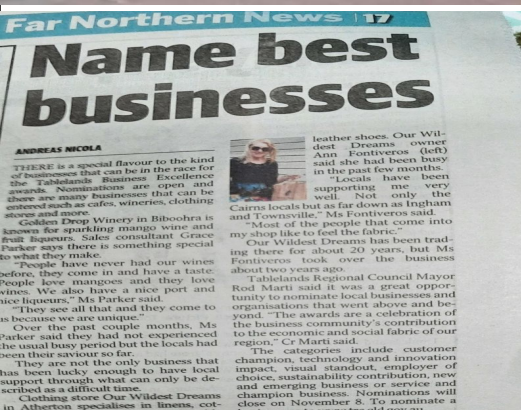 Far Northern News | 17
Name best
businesses
ANDREAS NICOLA
THERE is a special flavour to the kind
of businesses that can be in the race for
the Tablelands Business Excellence
awards. Nominations are open and
there are many businesses that can be
entered such as cafes, wineries, clothing
stores and more.
Golden Drop Winery in Biboohra is
known for sparkling mango wine and
fruit liqueurs. Sales consultant Grace
Parker says there is something special
to what they make.
"People have never had our wines
before, they come in and have a taste.
People love mangoes and they love
wines. We also have a nice port and
nice liqueurs," Ms Parker said.
"They see all that and they come to
us because we are unique."
Over the past couple months, Ms
Parker said they had not experienced
the usual busy period but the locals had
been their saviour so far.
They are not the only business that
has been lucky enough to have local
support through what can only be de-
scribed as a difficult time.
Clothing store Our Wildest Dreams
in Atherton specialises in linens, cot-
leather shoes. Our Wil-
dest Dreams owner
Ann Fontiveros (left)
said she had been busy
in the past few months.
"Locals have been
supporting me very
well. Not only the
Cairns locals but as far down as Ingham
and Townsville," Ms Fontiveros said.
"Most of the people that come into
my shop like to feel the fabric."
Our Wildest Dreams has been trad-
ing there for about 20 years, but Ms
Fontiveros took over the business
about two years ago.
Tablelands Regional Council Mayor
Rod Marti said it was a great oppor-
tunity to nominate local businesses and
organisations that went above and be-
yond. "The awards are a celebration of
the business community's contribution
to the economic and social fabric of our
region," Cr Marti said.
The categories include customer
champion, technology and innovation
impact, visual standout, employer of
choice, sustainability contribution, new
and emerging business or service and
champion business. Nominations will
close on November 8. To nominate a